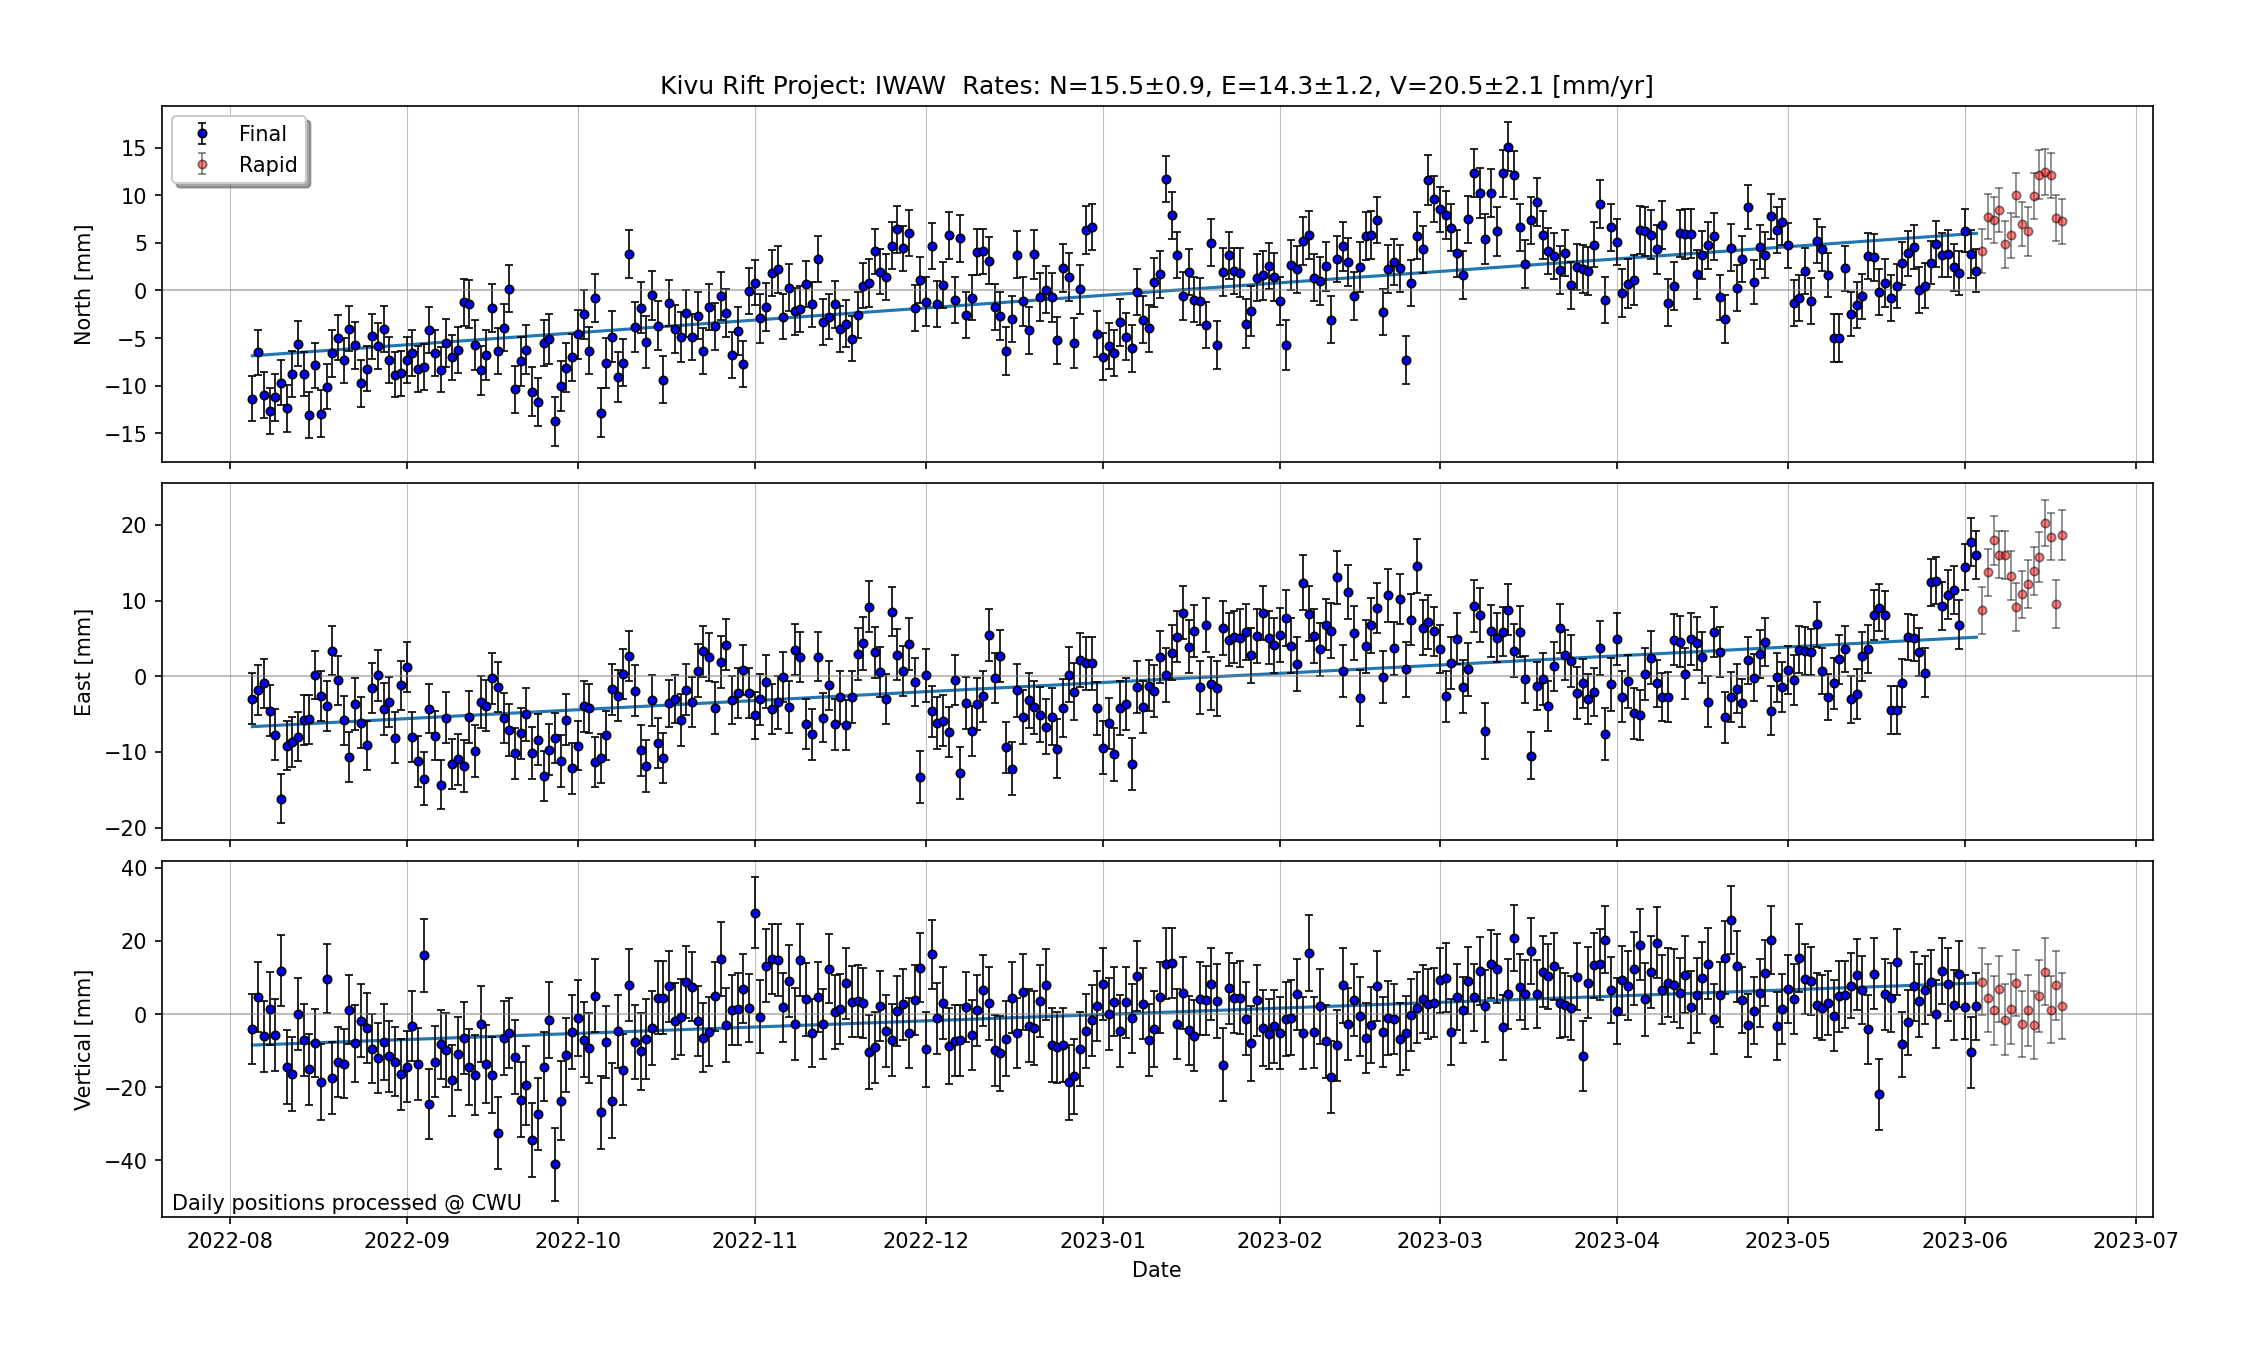 Kivu Rift Project: IWAW  Rates: N=15.5±0.9, E=14.3±1.2, V=20.5±2.1 [mm/yr]
Final
Rapid
North [mm]
15
10
5
0
−5
−10
−15
East [mm]
20
10
0
−10
−20
Vertical [mm]
40
20
0
−20
−40
Daily positions processed @ CWU
2022-08 2022-09 2022-10 2022-11 2022-12 2023-01 2023-02 2023-03 2023-04 2023-05 2023-06 2023-07
Date